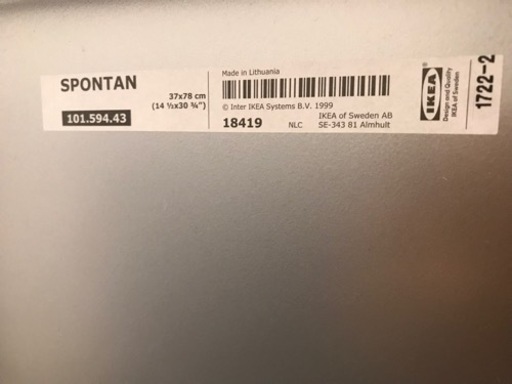 SPONTAN
37x78 cm
(14 ½x30 ¾")
101.594.43
Made in Lithuania
© Inter IKEA Systems B.V. 1999
18419 NLC
IKEA of Sweden AB
SE-343 81 Älmhult
IKEA
Design and Quality
IKEA of Sweden
1722-2